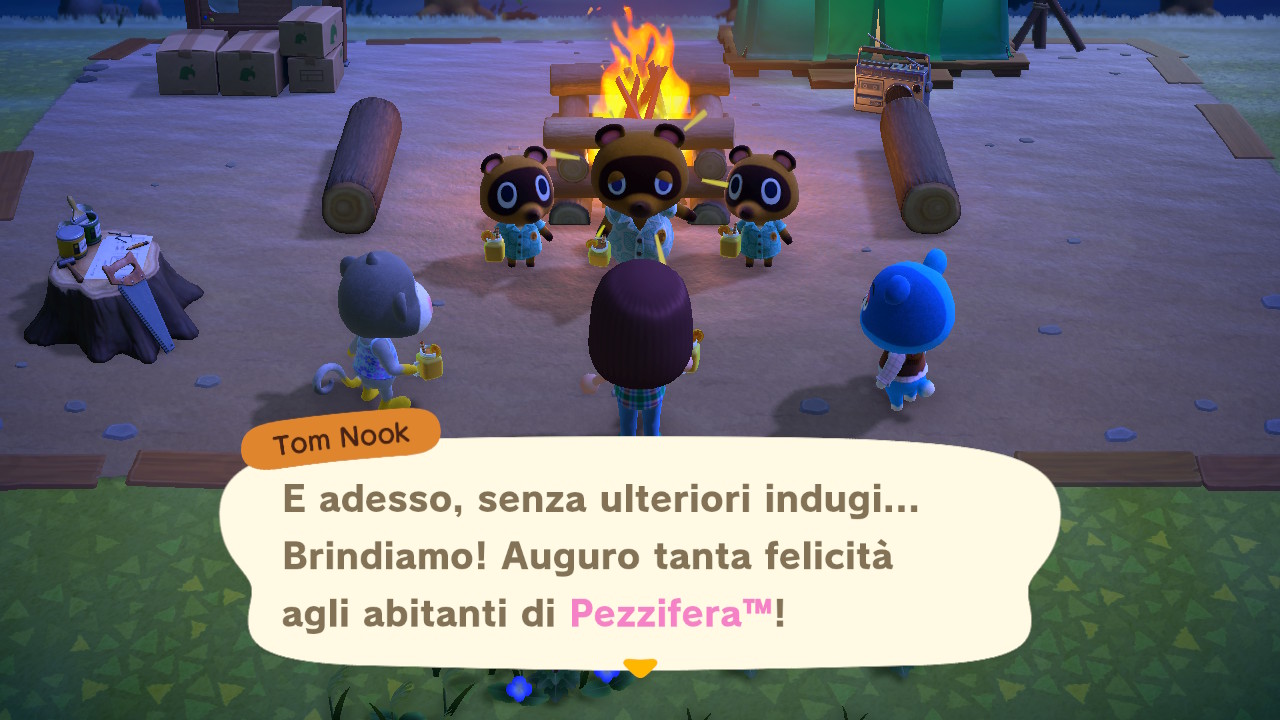 Tom Nook
E adesso, senza ulteriori indugi...
Brindiamo! Auguro tanta felicità
agli abitanti di Pezzifera™!